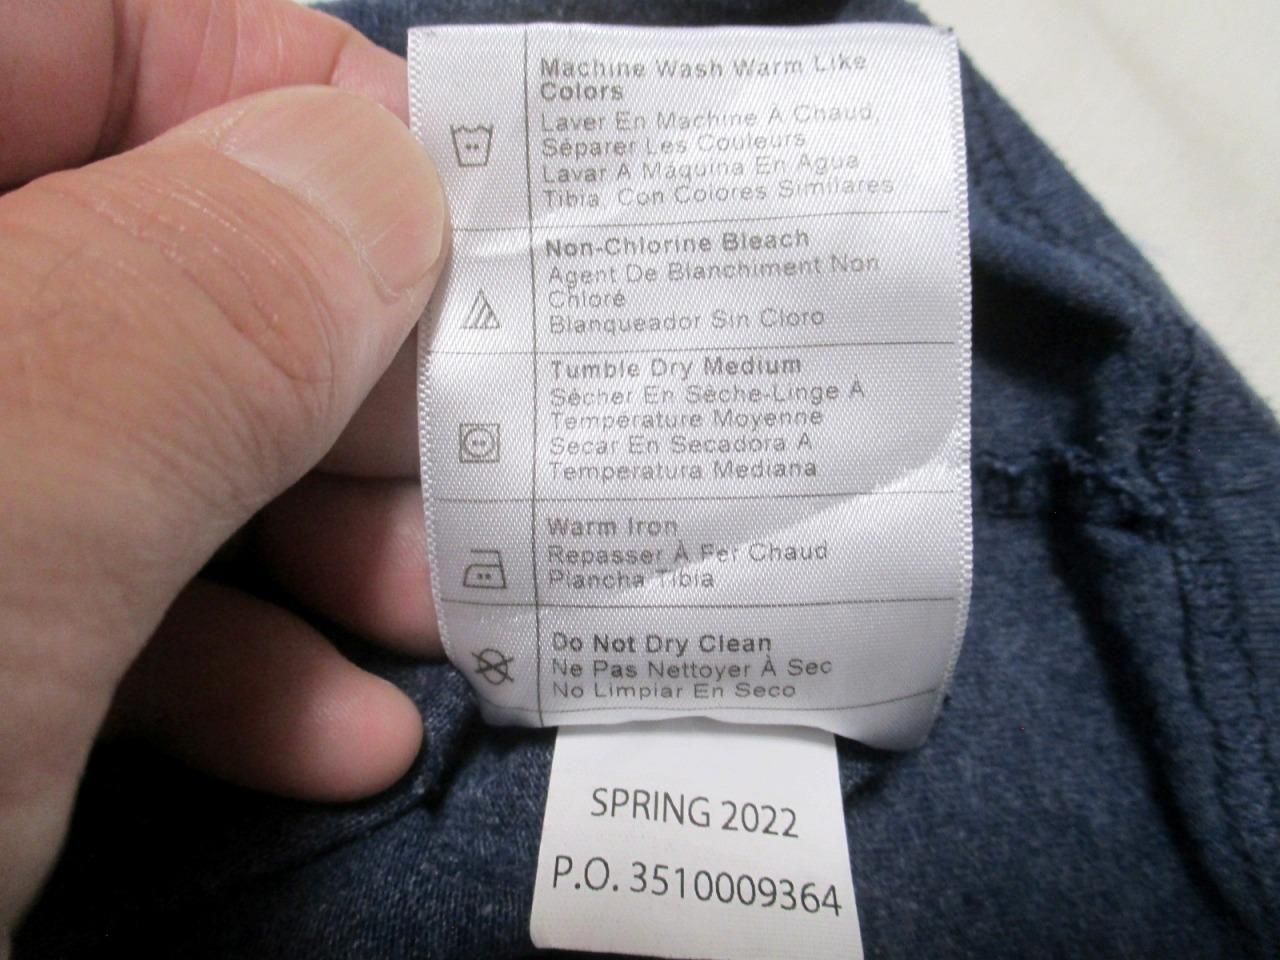 Machine Wash Warm Like
Colors
Laver En Machine À Chaud,
Séparer Les Couleurs
Lavar A Máquina En Agua
Tibia, Con Colores Similares
Non-Chlorine Bleach
Agent De Blanchiment Non
Chloré
Blanqueador Sin Cloro
Tumble Dry Medium
Sécher En Sèche-Linge À
Temperature Moyenne
Secar En Secadora A
Temperatura Mediana
Warm Iron
Repasser À Fer Chaud
Plancha Tibia
Do Not Dry Clean
Ne Pas Nettoyer À Sec
No Limpiar En Seco
SPRING 2022
P.O. 3510009364